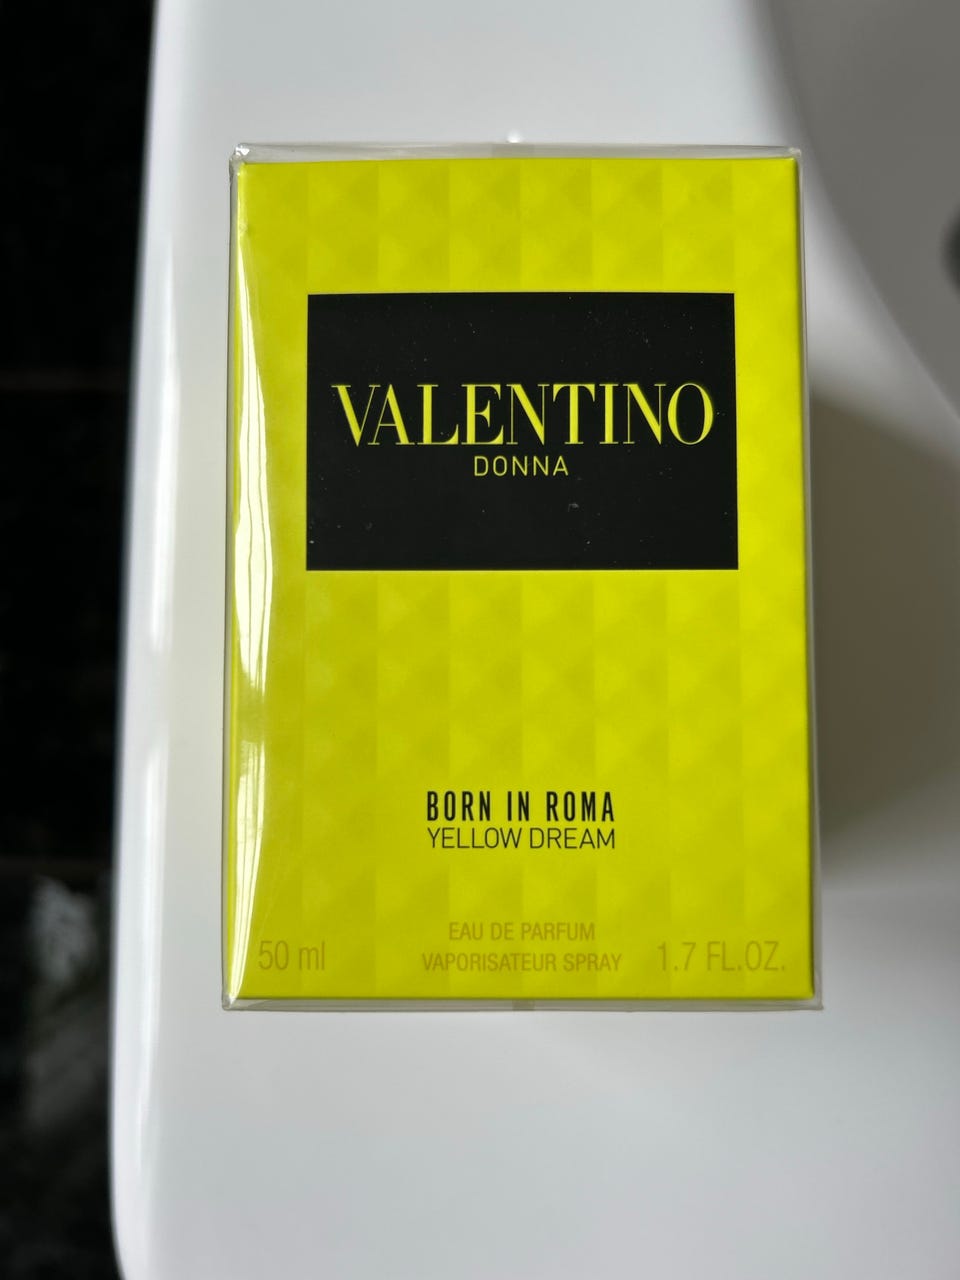 VALENTINO
DONNA
BORN IN ROMA
YELLOW DREAM
EAU DE PARFUM
50 ml VAPORISATEUR SPRAY 1.7 FL.OZ.